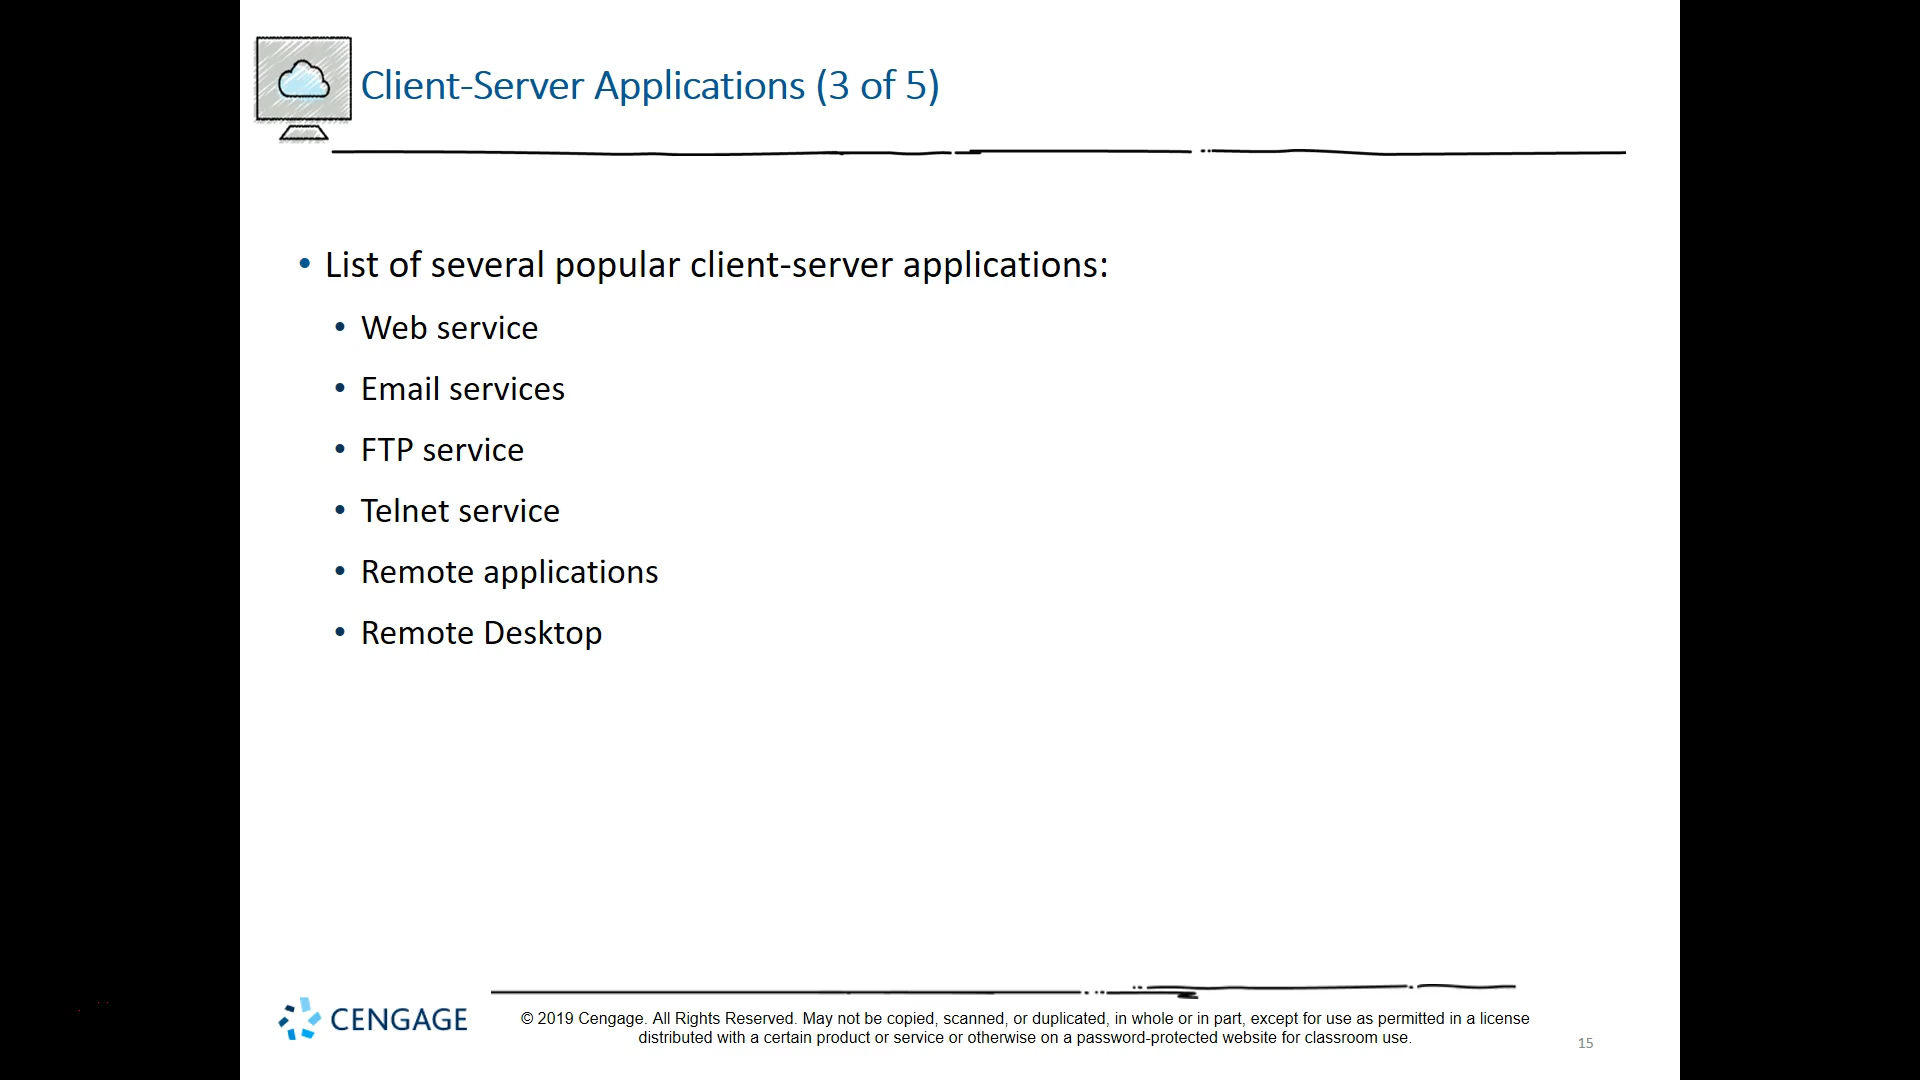 Client-Server Applications (3 of 5)
• List of several popular client-server applications:
• Web service
• Email services
• FTP service
• Telnet service
• Remote applications
• Remote Desktop
CENGAGE
© 2019 Cengage. All Rights Reserved. May not be copied, scanned, or duplicated, in whole or in part, except for use as permitted in a license
distributed with a certain product or service or otherwise on a password-protected website for classroom use.
15